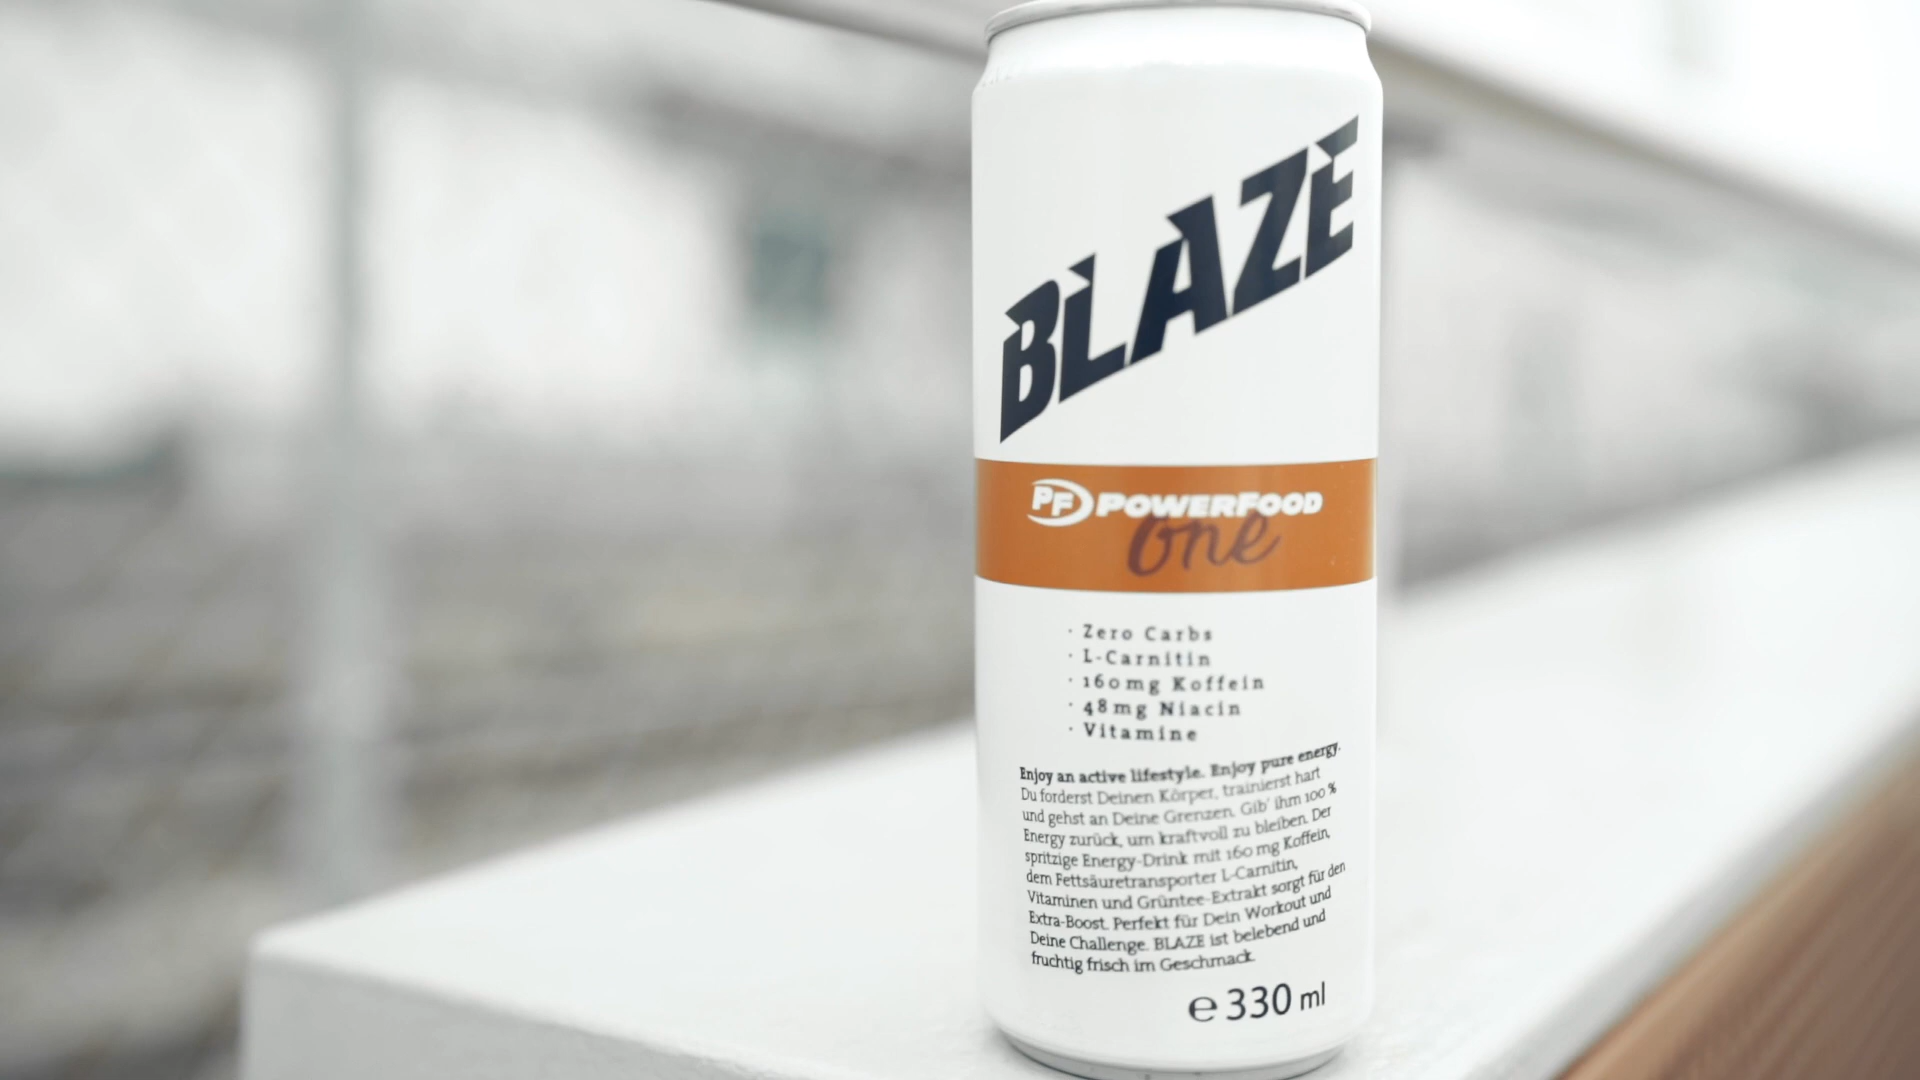 BLAZE
PF POWERFOOD
one
· Zero Carbs
· L-Carnitin
· 160mg Koffein
· 48mg Niacin
· Vitamine
Enjoy an active lifestyle. Enjoy pure energy.
Du forderst Deinen Körper, trainierst hart
und gehst an Deine Grenzen. Gib' ihm 100 %
Energy zurück, um kraftvoll zu bleiben. Der
spritzige Energy-Drink mit 160 mg Koffein,
dem Fettsäuretransporter L-Carnitin,
Vitaminen und Grüntee-Extrakt sorgt für den
Extra-Boost. Perfekt für Dein Workout und
Deine Challenge. BLAZE ist belebend und
fruchtig frisch im Geschmack.
℮ 330 ml